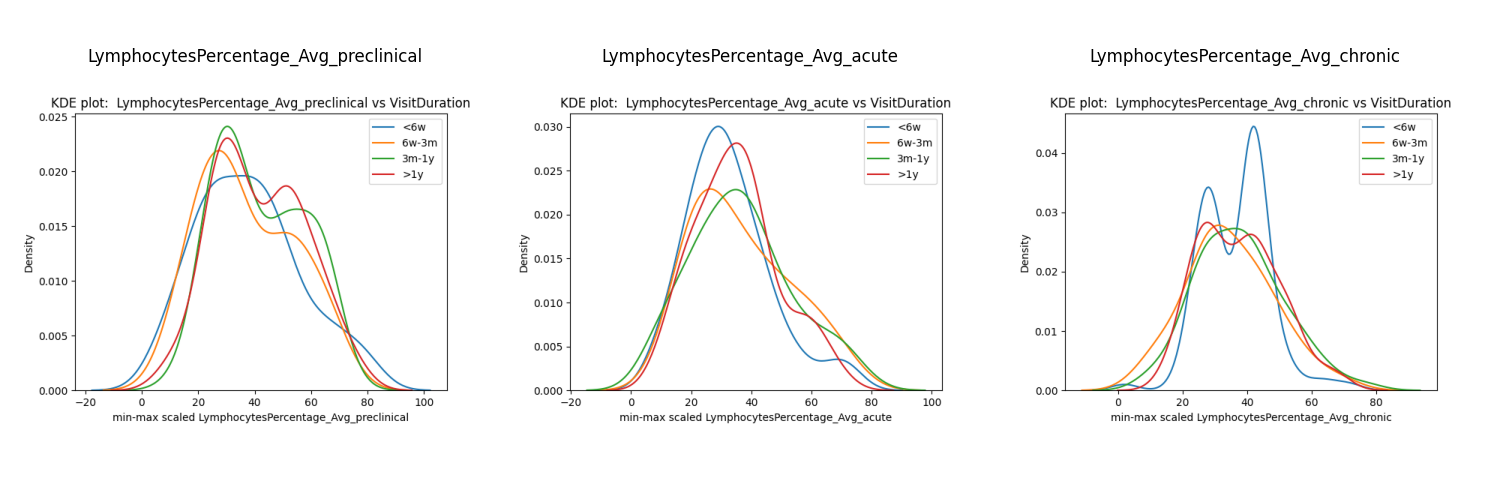 LymphocytesPercentage_Avg_preclinical
LymphocytesPercentage_Avg_acute
LymphocytesPercentage_Avg_chronic
KDE plot:  LymphocytesPercentage_Avg_preclinical vs VisitDuration
0.025
0.020
0.015
0.010
0.005
0.000
Density
−20
0
20
40
60
80
100
min-max scaled LymphocytesPercentage_Avg_preclinical
<6w
6w-3m
3m-1y
>1y
KDE plot:  LymphocytesPercentage_Avg_acute vs VisitDuration
0.030
0.025
0.020
0.015
0.010
0.005
0.000
Density
−20
0
20
40
60
80
100
min-max scaled LymphocytesPercentage_Avg_acute
<6w
6w-3m
3m-1y
>1y
KDE plot:  LymphocytesPercentage_Avg_chronic vs VisitDuration
0.04
0.03
0.02
0.01
0.00
Density
0
20
40
60
80
min-max scaled LymphocytesPercentage_Avg_chronic
<6w
6w-3m
3m-1y
>1y